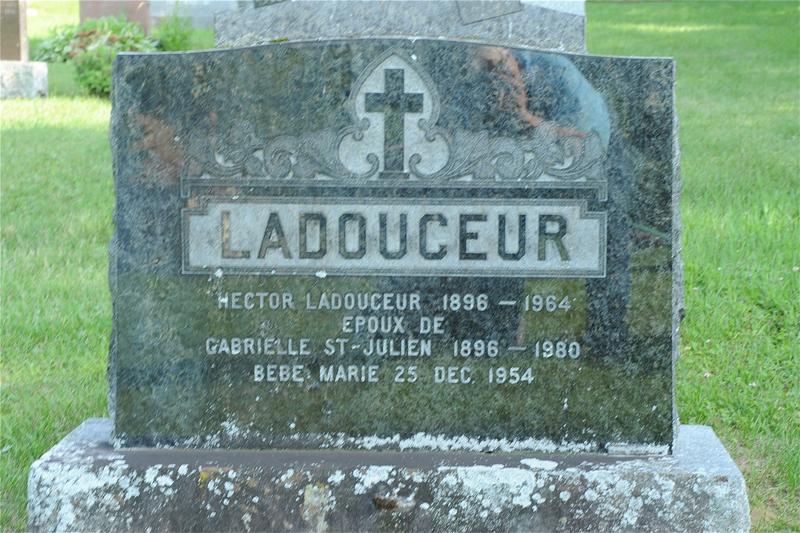 LADOUCEUR
HECTOR LADOUCEUR 1896 - 1964
EPOUX DE
GABRIELLE ST-JULIEN 1896 - 1980
BEBE MARIE 25 DEC. 1954